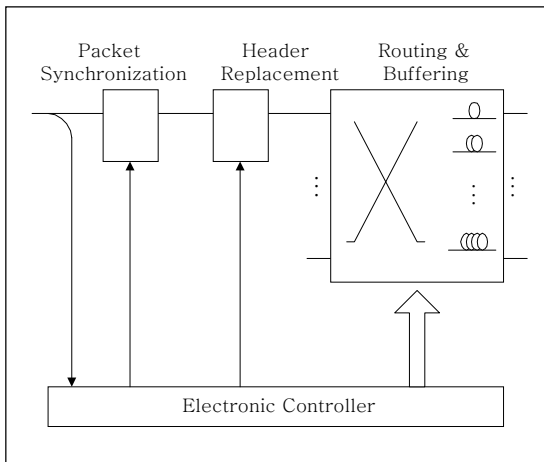 Packet
Synchronization
Header
Replacement
Routing &
Buffering
Electronic Controller